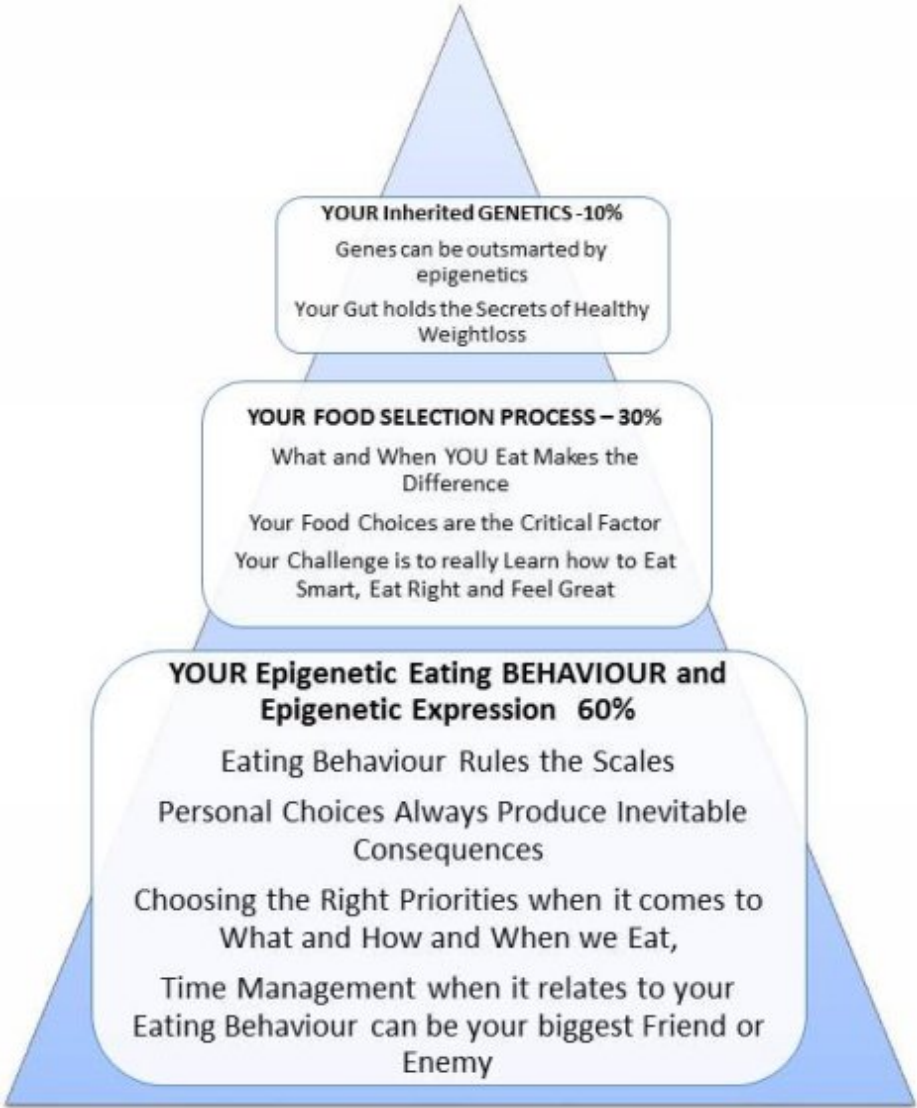 YOUR Inherited GENETICS -10%
Genes can be outsmarted by
epigenetics
Your Gut holds the Secrets of Healthy
Weightloss
YOUR FOOD SELECTION PROCESS – 30%
What and When YOU Eat Makes the
Difference
Your Food Choices are the Critical Factor
Your Challenge is to really Learn how to Eat
Smart, Eat Right and Feel Great
YOUR Epigenetic Eating BEHAVIOUR and
Epigenetic Expression 60%
Eating Behaviour Rules the Scales
Personal Choices Always Produce Inevitable
Consequences
Choosing the Right Priorities when it comes to
What and How and When we Eat,
Time Management when it relates to your
Eating Behaviour can be your biggest Friend or
Enemy